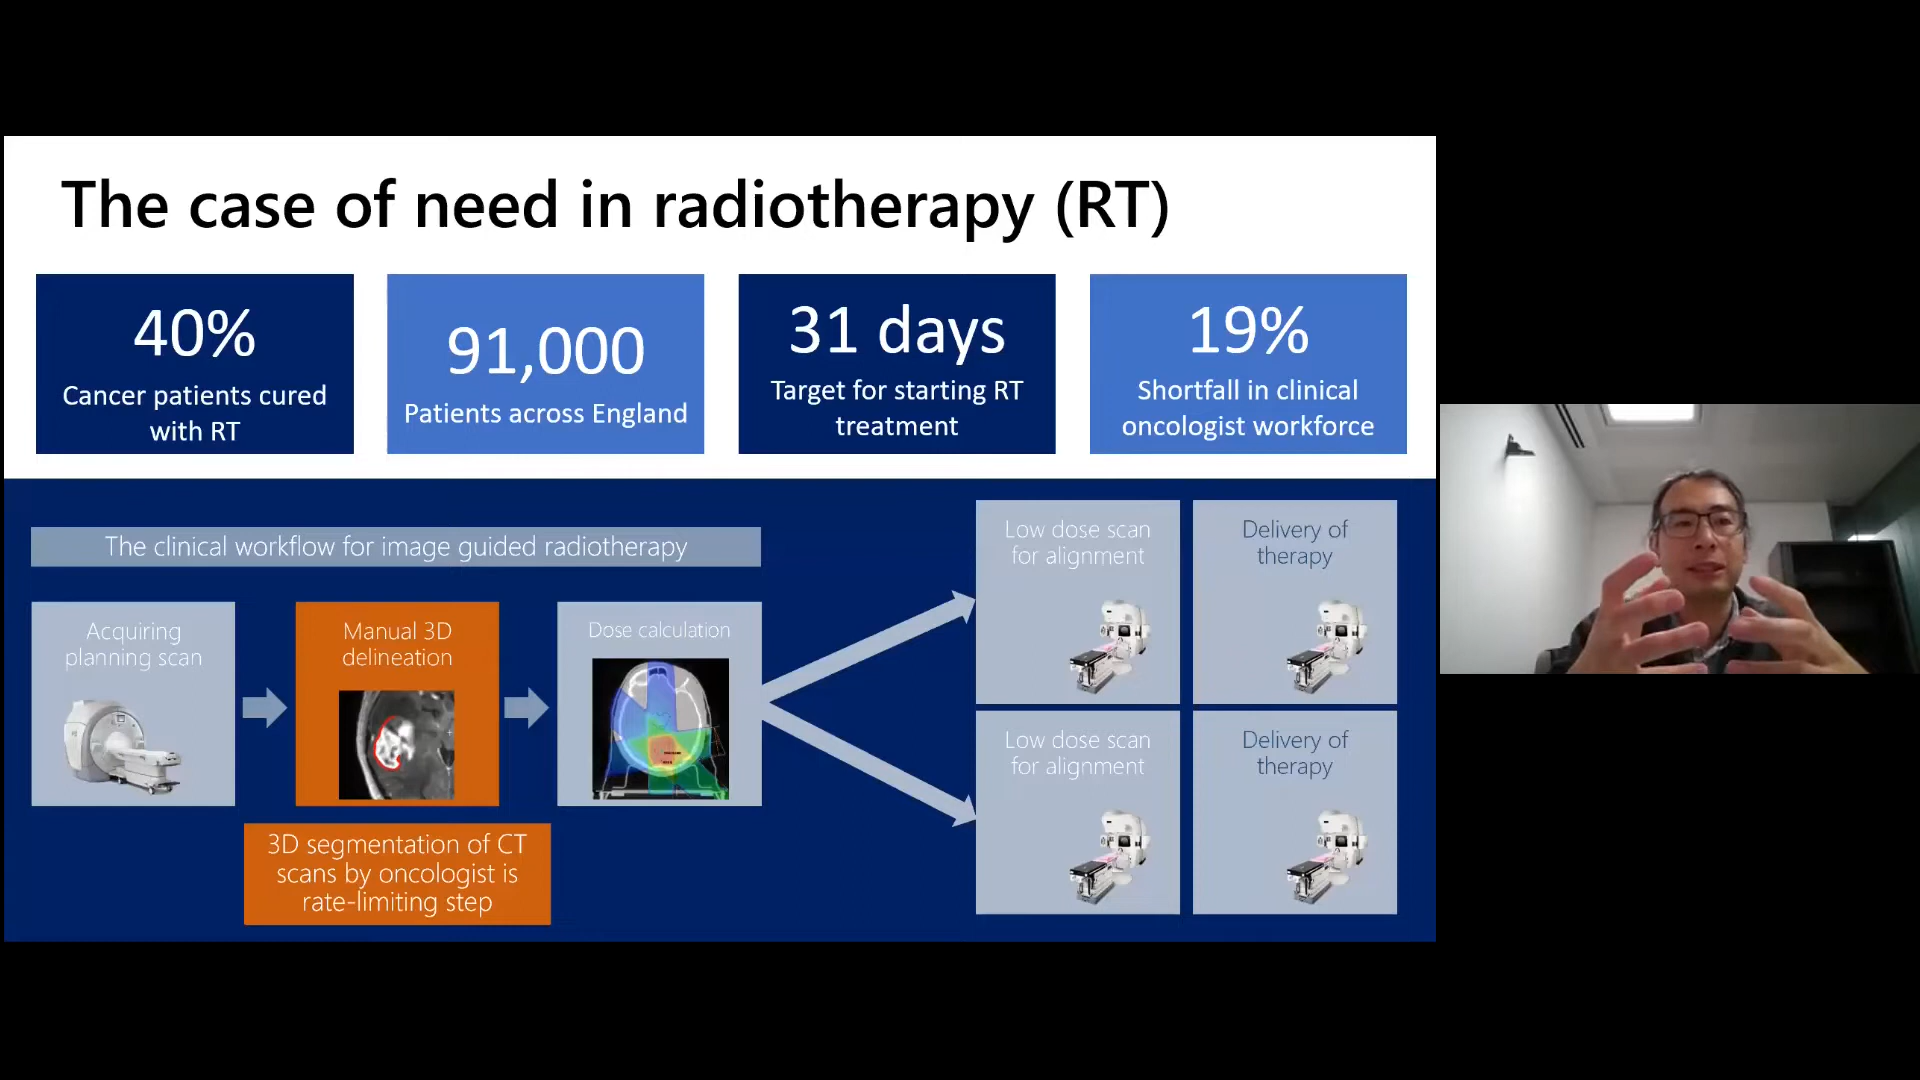 The case of need in radiotherapy (RT)
40%
Cancer patients cured
with RT
91,000
Patients across England
31 days
Target for starting RT
treatment
19%
Shortfall in clinical
oncologist workforce
The clinical workflow for image guided radiotherapy
Acquiring
planning scan
Manual 3D
delineation
Dose calculation
Low dose scan
for alignment
Delivery of
therapy
Low dose scan
for alignment
Delivery of
therapy
3D segmentation of CT
scans by oncologist is
rate-limiting step